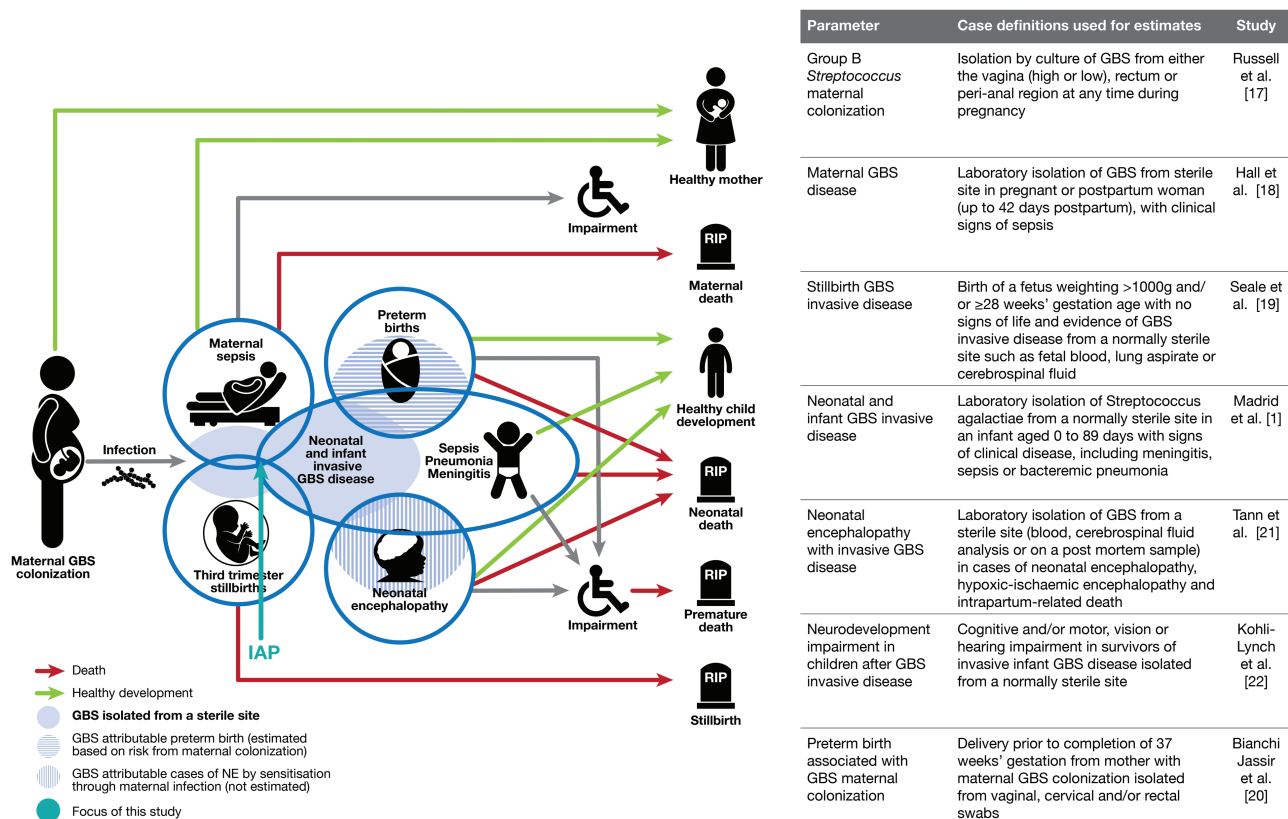 RIP
Healthy mother
Impairment
RIP
Maternal
death
Preterm
births
Maternal
sepsis
Healthy child
development
Neonatal
and infant
invasive
GBS disease
Sepsis
Pneumonia
Meningitis
Infection
RIP
Neonatal
death
Maternal GBS
colonization
Third trimester
stillbirths
Neonatal
encephalopathy
Impairment
RIP
Premature
death
IAP
RIP
Stillbirth
Death
Healthy development
GBS isolated from a sterile site
GBS attributable preterm birth (estimated
based on risk from maternal colonization)
GBS attributable cases of NE by sensitisation
through maternal infection (not estimated)
Focus of this study
Parameter Case definitions used for estimates Study
Group B Isolation by culture of GBS from either Russell
Streptococcus the vagina (high or low), rectum or et al.
maternal peri-anal region at any time during [17]
colonization pregnancy
Maternal GBS Laboratory isolation of GBS from sterile Hall et
disease site in pregnant or postpartum woman al. [18]
(up to 42 days postpartum), with clinical
signs of sepsis
Stillbirth GBS Birth of a fetus weighting >1000g and/ Seale et
invasive disease or ≥28 weeks’ gestation age with no al. [19]
signs of life and evidence of GBS
invasive disease from a normally sterile
site such as fetal blood, lung aspirate or
cerebrospinal fluid
Neonatal and Laboratory isolation of Streptococcus Madrid
infant GBS invasive agalactiae from a normally sterile site in et al. [1]
disease an infant aged 0 to 89 days with signs
of clinical disease, including meningitis,
sepsis or bacteremic pneumonia
Neonatal Laboratory isolation of GBS from a Tann et
encephalopathy sterile site (blood, cerebrospinal fluid al. [21]
with invasive GBS analysis or on a post mortem sample)
disease in cases of neonatal encephalopathy,
hypoxic-ischaemic encephalopathy and
intrapartum-related death
Neurodevelopment Cognitive and/or motor, vision or Kohli-
impairment in hearing impairment in survivors of Lynch
children after GBS invasive infant GBS disease isolated et al.
invasive disease from a normally sterile site [22]
Preterm birth Delivery prior to completion of 37 Bianchi
associated with weeks’ gestation from mother with Jassir
GBS maternal maternal GBS colonization isolated et al.
colonization from vaginal, cervical and/or rectal [20]
swabs